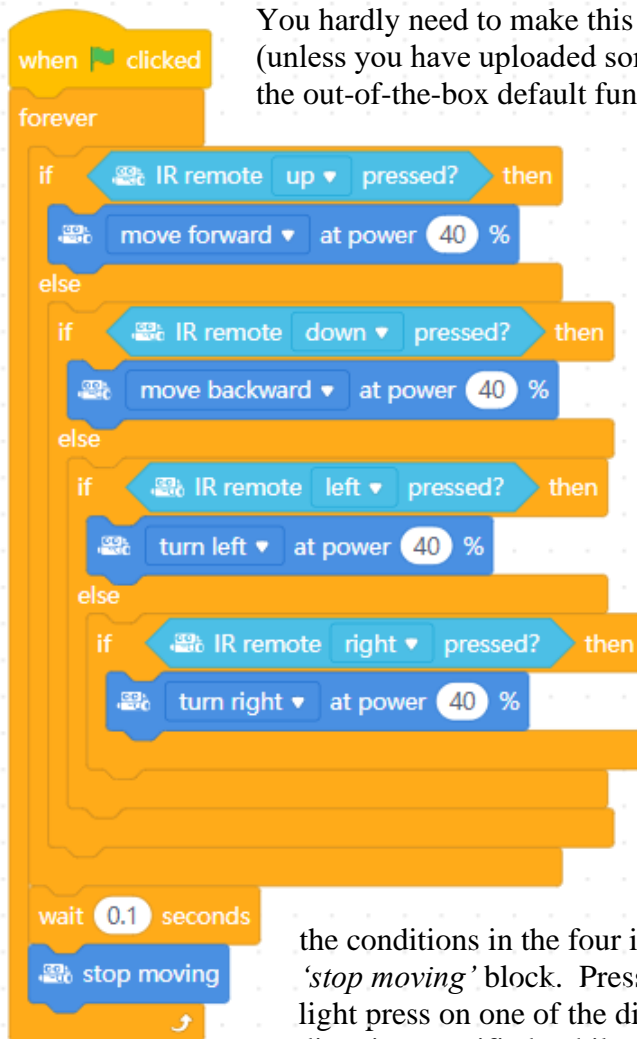 You hardly need to make this
(unless you have uploaded
the out-of-the-box default
when clicked
forever
if IR remote up pressed? then
move forward at power 40 %
else
if IR remote down pressed? then
move backward at power 40 %
else
if IR remote left pressed? then
turn left at power 40 %
else
if IR remote right pressed? then
turn right at power 40 %
wait 0.1 seconds
stop moving
the conditions in the four
‘stop moving’ block. Press
light press on one of the